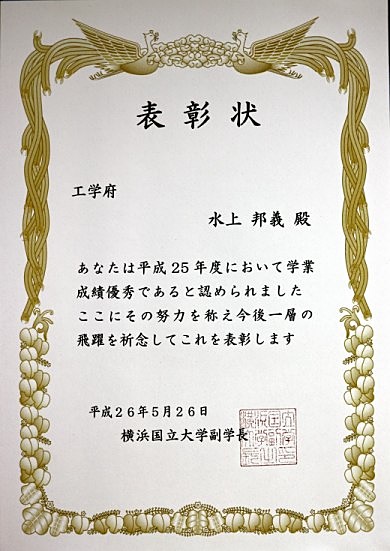 表彰状
工学府
水上 邦義 殿
あなたは平成25年度において学業
成績優秀であると認められました
ここにその努力を称え今後一層の
飛躍を祈念してこれを表彰します
平成26年5月26日
横浜国立大学副学長